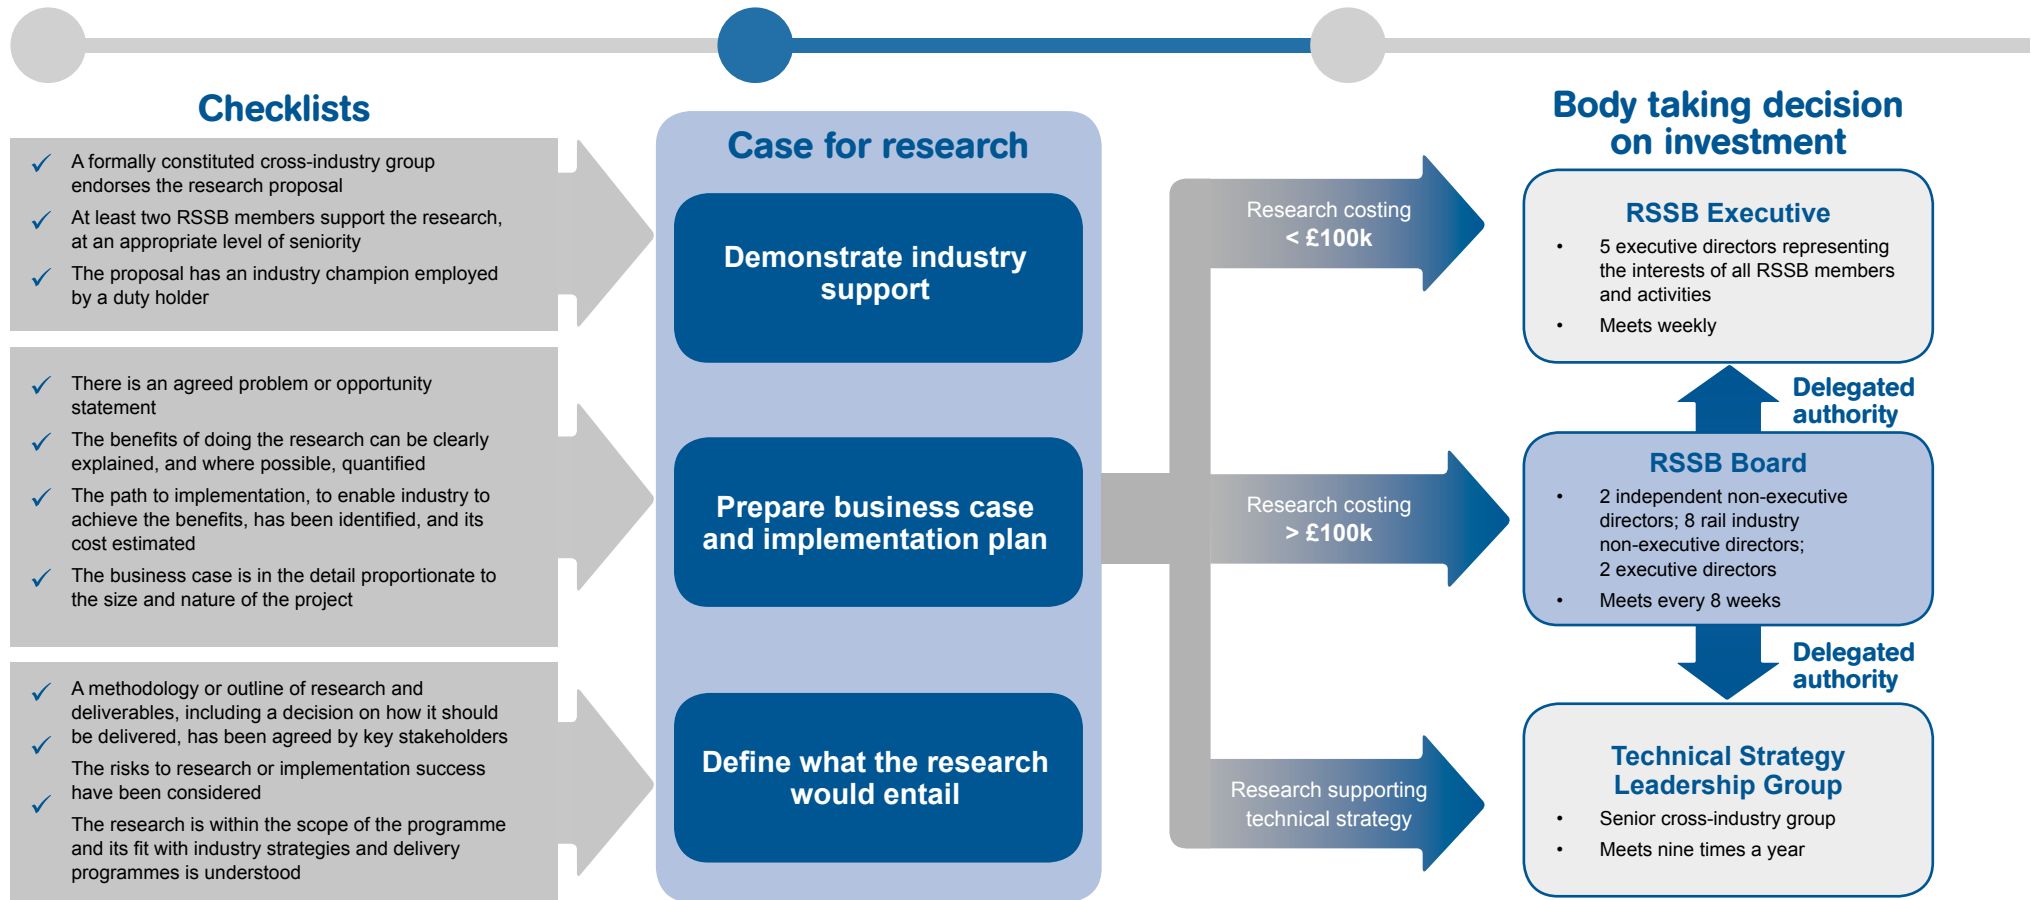 Checklists
✓ A formally constituted cross-industry group
endorses the research proposal
✓ At least two RSSB members support the research,
at an appropriate level of seniority
✓ The proposal has an industry champion employed
by a duty holder
✓ There is an agreed problem or opportunity
statement
✓ The benefits of doing the research can be clearly
explained, and where possible, quantified
✓ The path to implementation, to enable industry to
achieve the benefits, has been identified, and its
cost estimated
✓ The business case is in the detail proportionate to
the size and nature of the project
✓ A methodology or outline of research and
deliverables, including a decision on how it should
✓ be delivered, has been agreed by key stakeholders
The risks to research or implementation success
✓ have been considered
The research is within the scope of the programme
and its fit with industry strategies and delivery
programmes is understood
Case for research
Demonstrate industry
support
Prepare business case
and implementation plan
Define what the research
would entail
Research costing
< £100k
Research costing
> £100k
Research supporting
technical strategy
Body taking decision
on investment
RSSB Executive
• 5 executive directors representing
the interests of all RSSB members
and activities
• Meets weekly
Delegated
authority
RSSB Board
• 2 independent non-executive
directors; 8 rail industry
non-executive directors;
2 executive directors
• Meets every 8 weeks
Delegated
authority
Technical Strategy
Leadership Group
• Senior cross-industry group
• Meets nine times a year